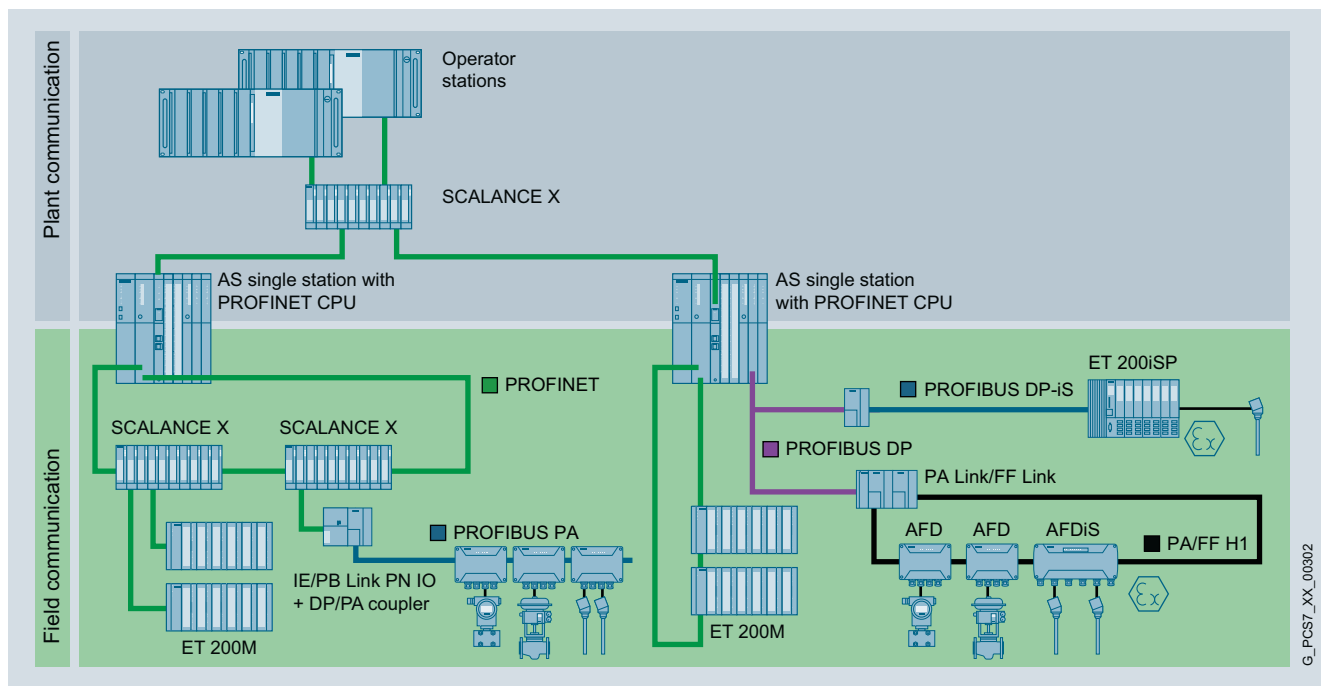 Plant communication
Operator
stations
SCALANCE X
AS single station with
PROFINET CPU
AS single station
with PROFINET CPU
Field communication
PROFINET
ET 200iSP
PROFIBUS DP-iS
SCALANCE X
SCALANCE X
Ex
PROFIBUS DP
PA Link/FF Link
PROFIBUS PA
AFD
AFD
AFDiS
PA/FF H1
IE/PB Link PN IO
+ DP/PA coupler
Ex
ET 200M
ET 200M
G_PCS7_XX_00302